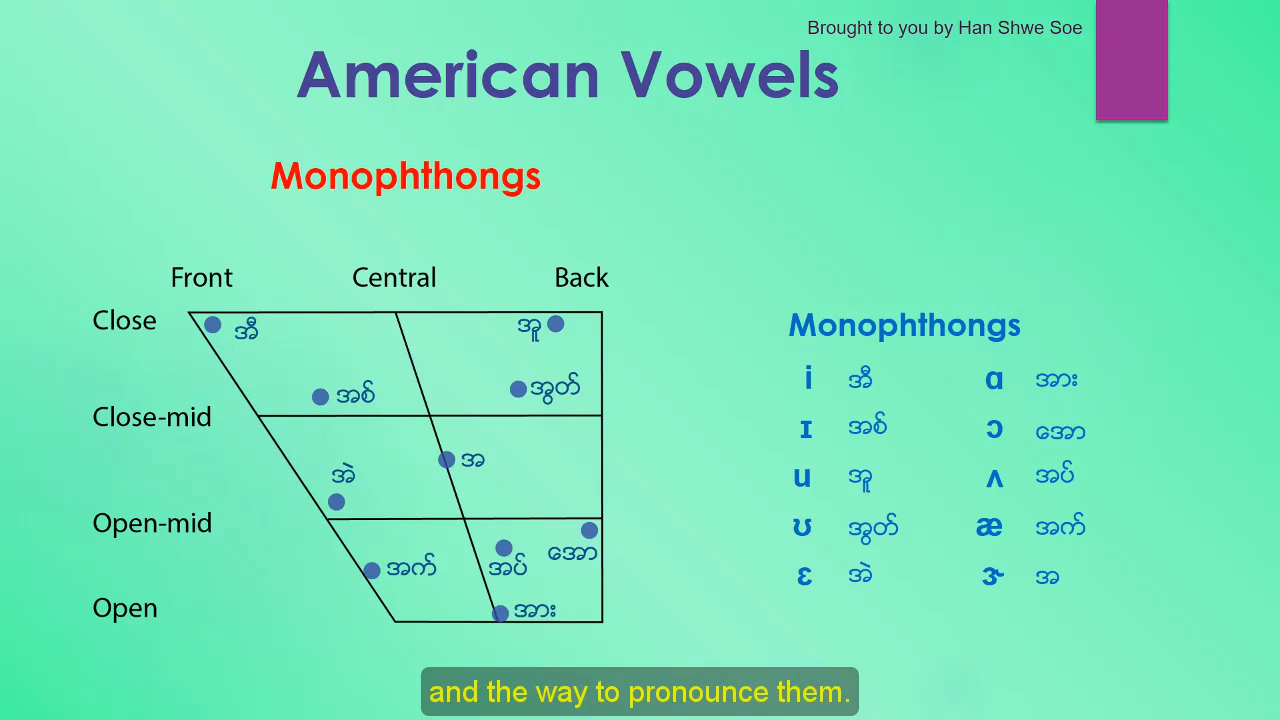 Brought to you by Han Shwe Soe
American Vowels
Monophthongs
Front Central Back
Close အီ အူ
အစ် အွတ်
Close-mid
အ
အဲ
Open-mid
အော
အက် အပ်
Open အား
Monophthongs
i အီ ɑ အား
ɪ အစ် ɔ အော
u အူ ʌ အပ်
ʊ အွတ် æ အက်
ɛ အဲ ɝ အ
and the way to pronounce them.